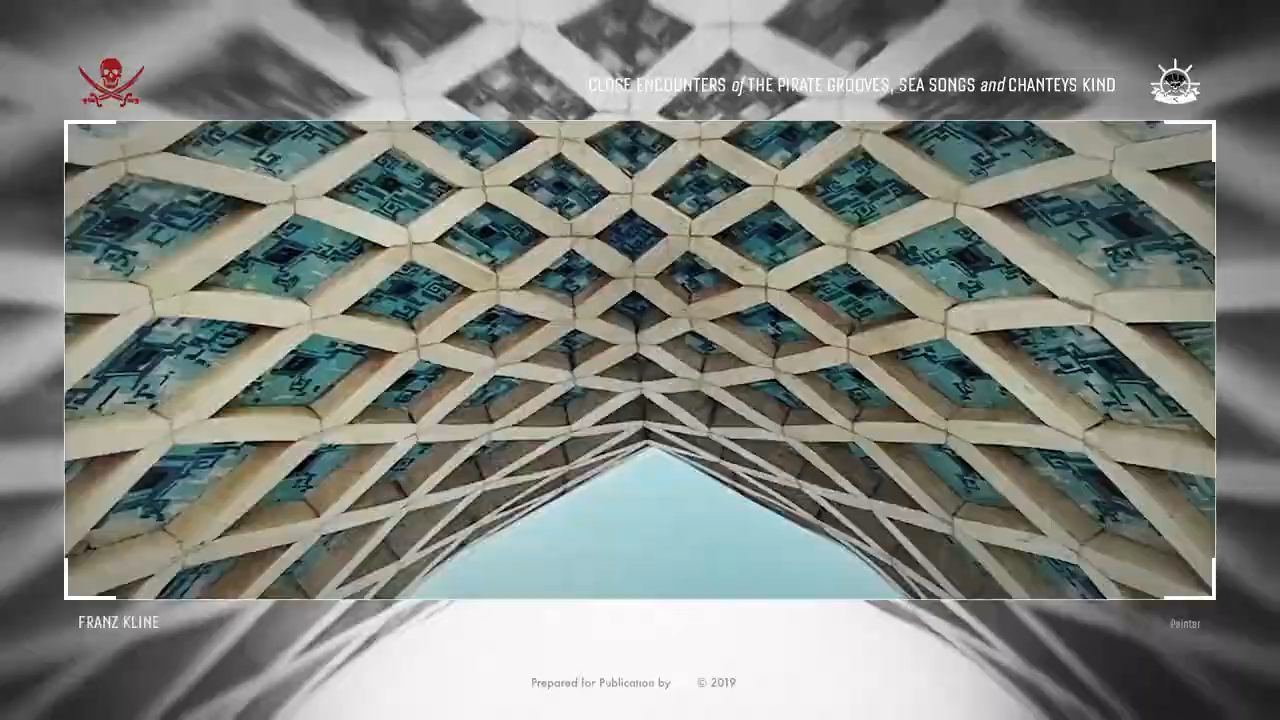 CLOSE ENCOUNTERS of THE PIRATE GROOVES, SEA SONGS and CHANTEYS KIND
FRANZ KLINE
Painter
Prepared for Publication by © 2019